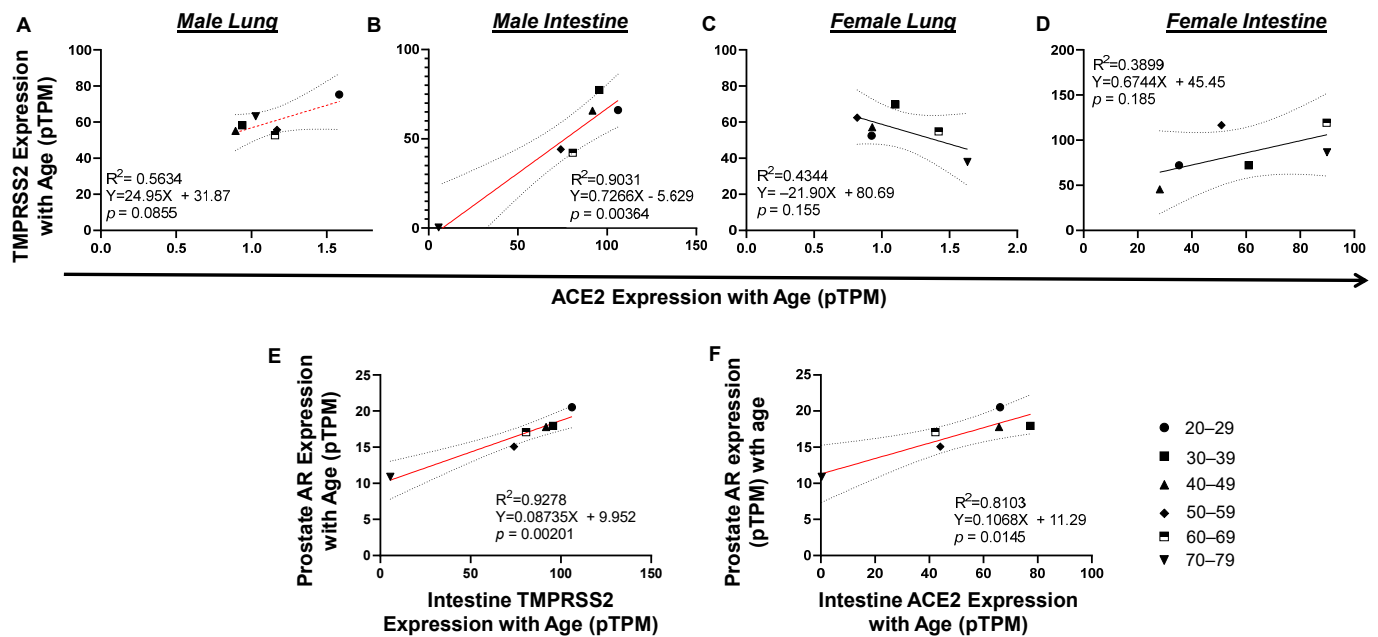 A
Male Lung
B
Male Intestine
C
Female Lung
D
Female Intestine
TMPRSS2 Expression
with Age (pTPM)
100
80
60
40
20
0
0.0
0.5
1.0
1.5
R²= 0.5634
Y=24.95X + 31.87
p = 0.0855
100
50
0
0
50
100
150
R²=0.9031
Y=0.7266X - 5.629
p = 0.00364
100
80
60
40
20
0
0.0
0.5
1.0
1.5
2.0
R²=0.4344
Y= −21.90X + 80.69
p = 0.155
200
150
100
50
0
0
20
40
60
80
100
R²=0.3899
Y=0.6744X + 45.45
p = 0.185
ACE2 Expression with Age (pTPM)
E
Prostate AR Expression
with Age (pTPM)
25
20
15
10
5
0
0
50
100
150
R²=0.9278
Y=0.08735X + 9.952
p = 0.00201
Intestine TMPRSS2
Expression with Age (pTPM)
F
Prostate AR expression
(pTPM) wth age
25
20
15
10
5
0
0
20
40
60
80
100
R²=0.8103
Y=0.1068X + 11.29
p = 0.0145
Intestine ACE2 Expression
with Age (pTPM)
20–29
30–39
40–49
50–59
60–69
70–79